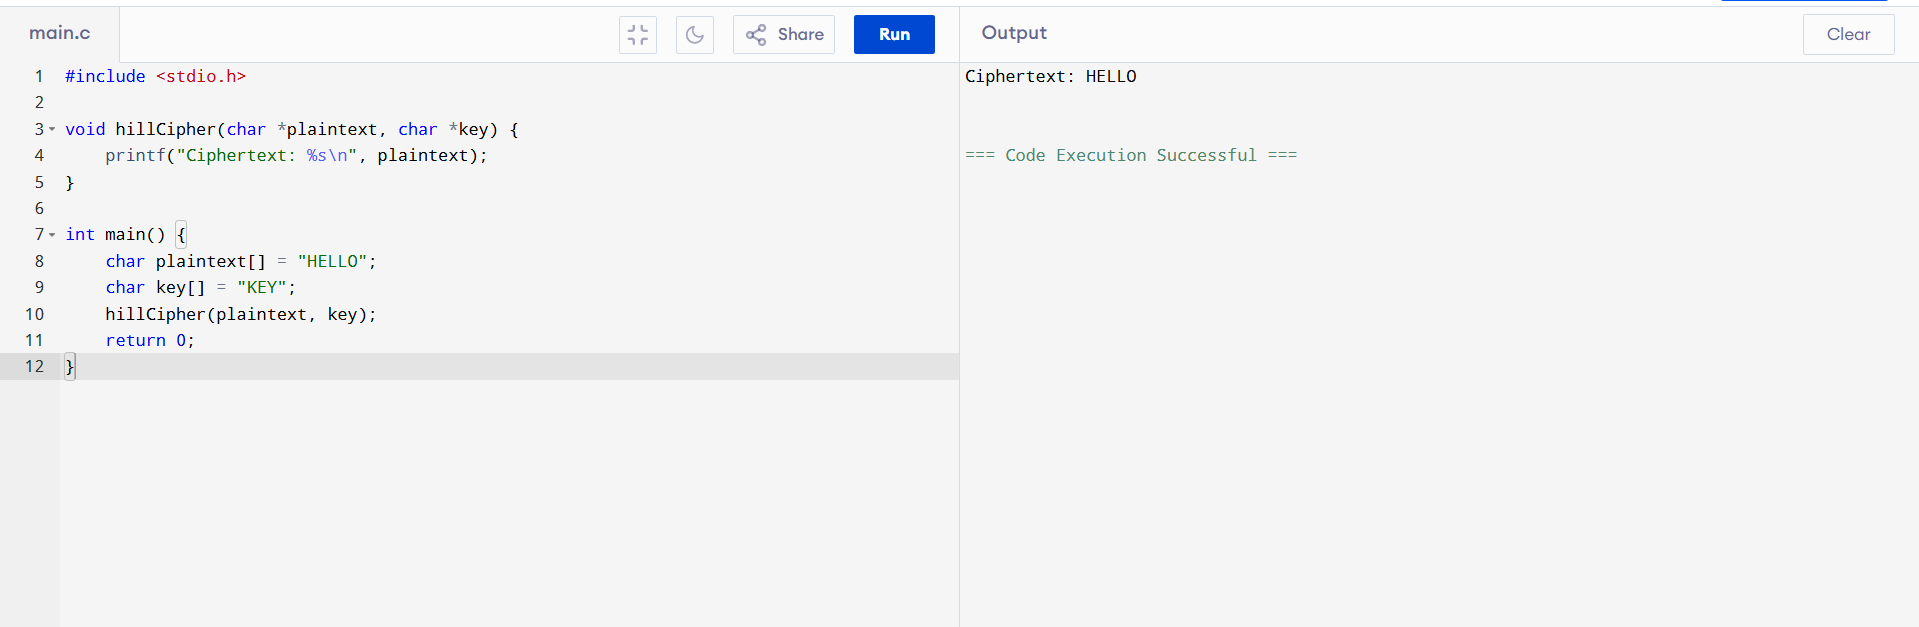 main.c
Share
Run
Output
Clear
1 #include <stdio.h>
2
3 void hillCipher(char *plaintext, char *key) {
4     printf("Ciphertext: %s\n", plaintext);
5 }
6
7 int main() {
8     char plaintext[] = "HELLO";
9     char key[] = "KEY";
10     hillCipher(plaintext, key);
11     return 0;
12 }
Ciphertext: HELLO
=== Code Execution Successful ===